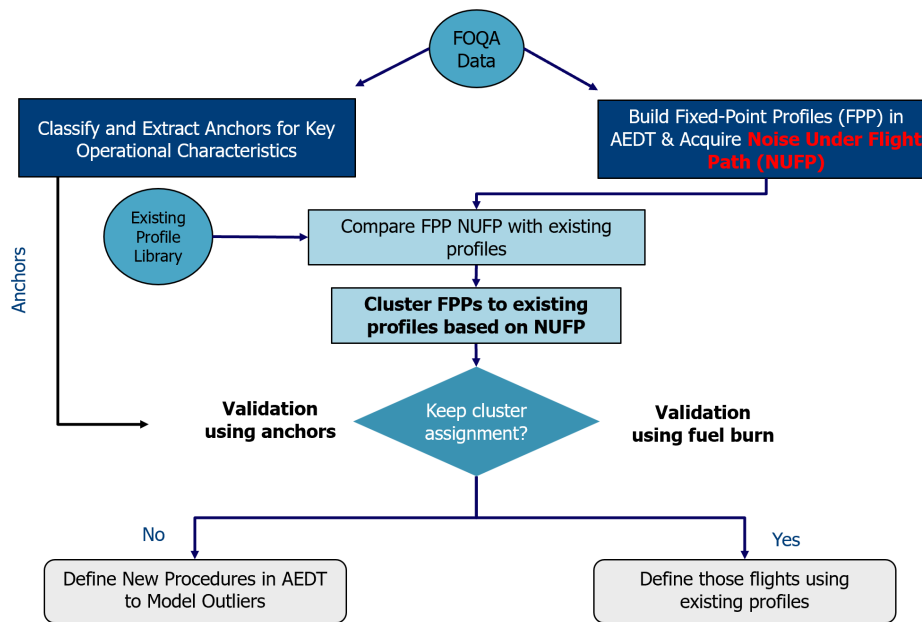 FOQA
Data
Classify and Extract Anchors for Key
Operational Characteristics
Build Fixed-Point Profiles (FPP) in
AEDT & Acquire Noise Under Flight
Path (NUFP)
Existing
Profile
Library
Compare FPP NUFP with existing
profiles
Anchors
Cluster FPPs to existing
profiles based on NUFP
Validation
using anchors
Keep cluster
assignment?
Validation
using fuel burn
No
Yes
Define New Procedures in AEDT
to Model Outliers
Define those flights using
existing profiles